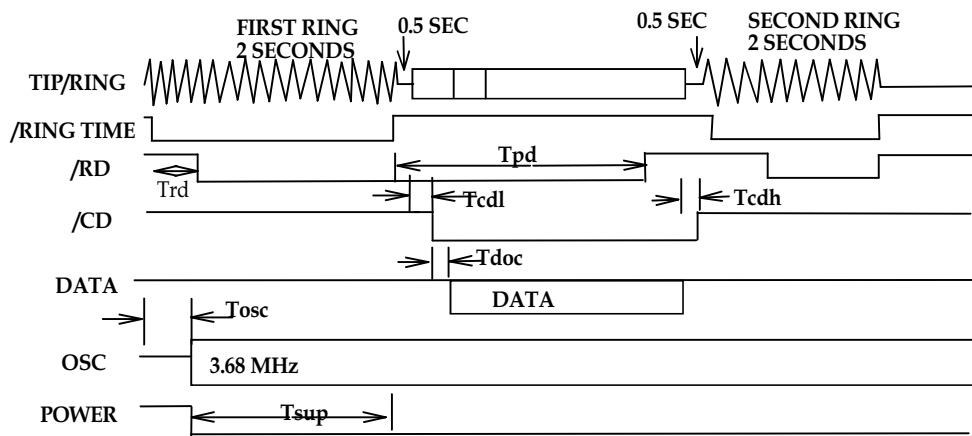 FIRST RING
2 SECONDS
0.5 SEC
0.5 SEC
SECOND RING
2 SECONDS
TIP/RING
/RING TIME
/RD
Trd
Tpd
Tcdl
Tcdh
/CD
Tdoc
DATA
DATA
Tosc
OSC
3.68 MHz
POWER
Tsup